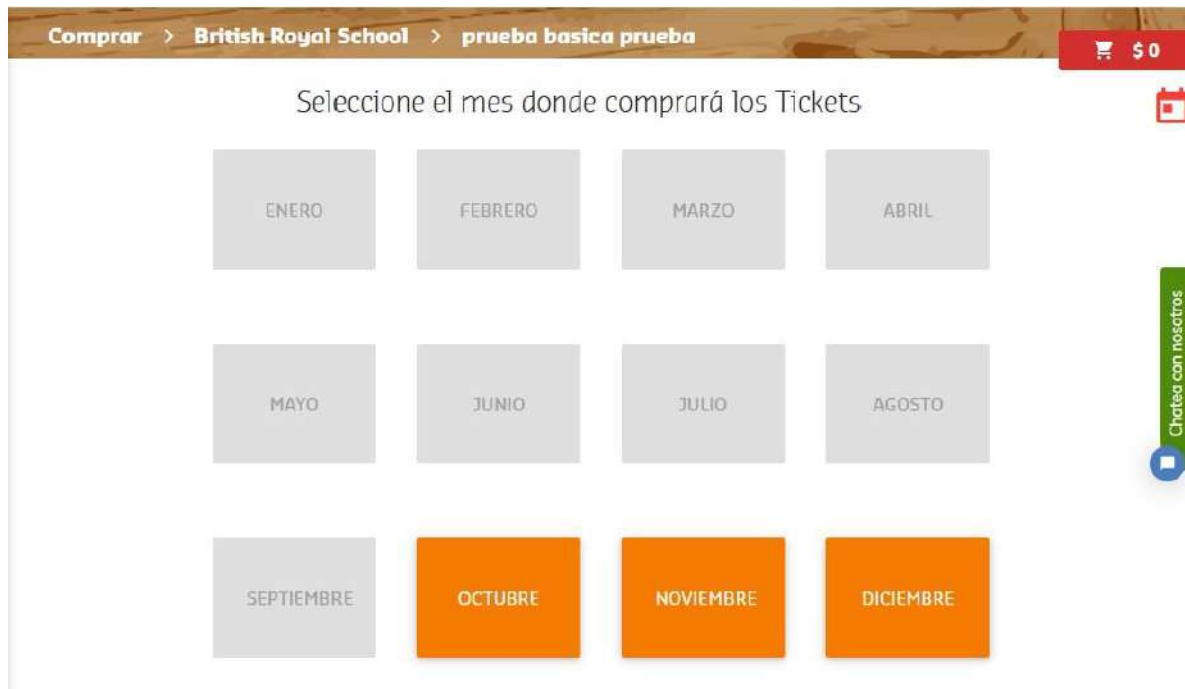 Comprar > British Royal School > prueba basica prueba
$ 0
Seleccione el mes donde comprará los Tickets
ENERO FEBRERO MARZO ABRIL
MAYO JUNIO JULIO AGOSTO
Chatea con nosotros
SEPTIEMBRE OCTUBRE NOVIEMBRE DICIEMBRE